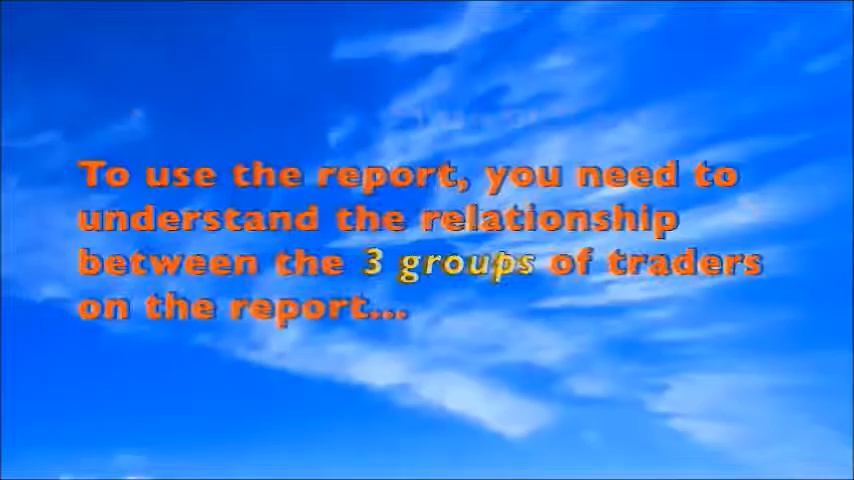 To use the report, you need to
understand the relationship
between the 3 groups of traders
on the report...